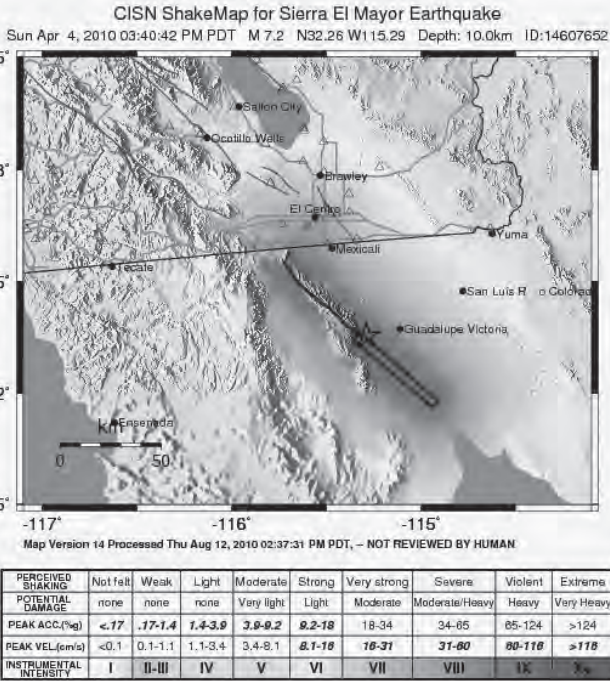 CISN ShakeMap for Sierra El Mayor Earthquake
Sun Apr 4, 2010 03:40:42 PM PDT M 7.2 N32.26 W115.29 Depth: 10.0km ID:14607652
5°
Salton City
Ocotillo Wells
3°
Brawley
El Centro
Yuma
Mexicali
Tecate
5°
San Luis R
Colorad
Guadalupe Victoria
2°
Ensenada
km
0 50
5°
-117° -116° -115°
Map Version 14 Processed Thu Aug 12, 2010 02:37:31 PM PDT, -- NOT REVIEWED BY HUMAN
PERCEIVED SHAKING Not felt Weak Light Moderate Strong Very strong Severe Violent Extreme
POTENTIAL DAMAGE none none none Very light Light Moderate Moderate/Heavy Heavy Very Heavy
PEAK ACC.(%g) <.17 .17-1.4 1.4-3.9 3.9-9.2 9.2-18 18-34 34-65 65-124 >124
PEAK VEL.(cm/s) <0.1 0.1-1.1 1.1-3.4 3.4-8.1 8.1-16 16-31 31-60 60-116 >116
INSTRUMENTAL INTENSITY I II-III IV V VI VII VIII IX X+